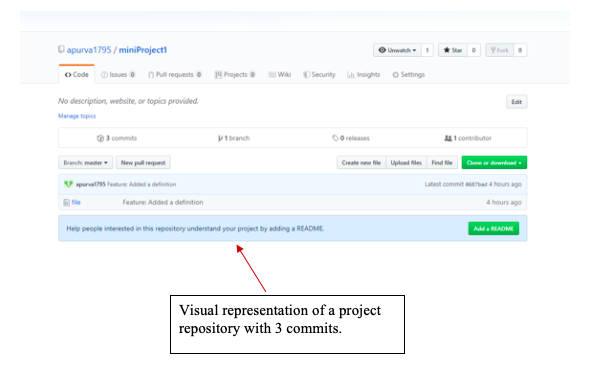 apurva1795 / miniProject1
Unwatch 1 Star 0 Fork 0
Code Issues 0 Pull requests 0 Projects 0 Wiki Security Insights Settings
No description, website, or topics provided.
Edit
Manage topics
3 commits 1 branch 0 releases 1 contributor
Branch: master New pull request Create new file Upload files Find file Clone or download
apurva1795 Feature: Added a definition Latest commit 4 hours ago
file Feature: Added a definition 4 hours ago
Help people interested in this repository understand your project by adding a README. Add a README
Visual representation of a project
repository with 3 commits.